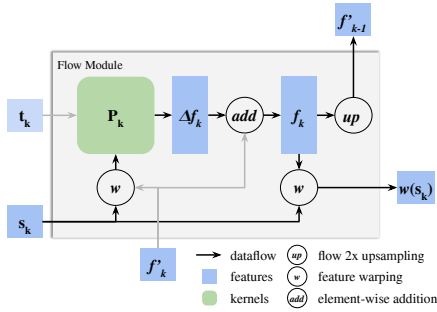 f'k-1
Flow Module
tk
Pk
Δfk
add
fk
up
w
w
w(sk)
sk
f'k
dataflow
up
flow 2x upsampling
features
w
feature warping
kernels
add
element-wise addition